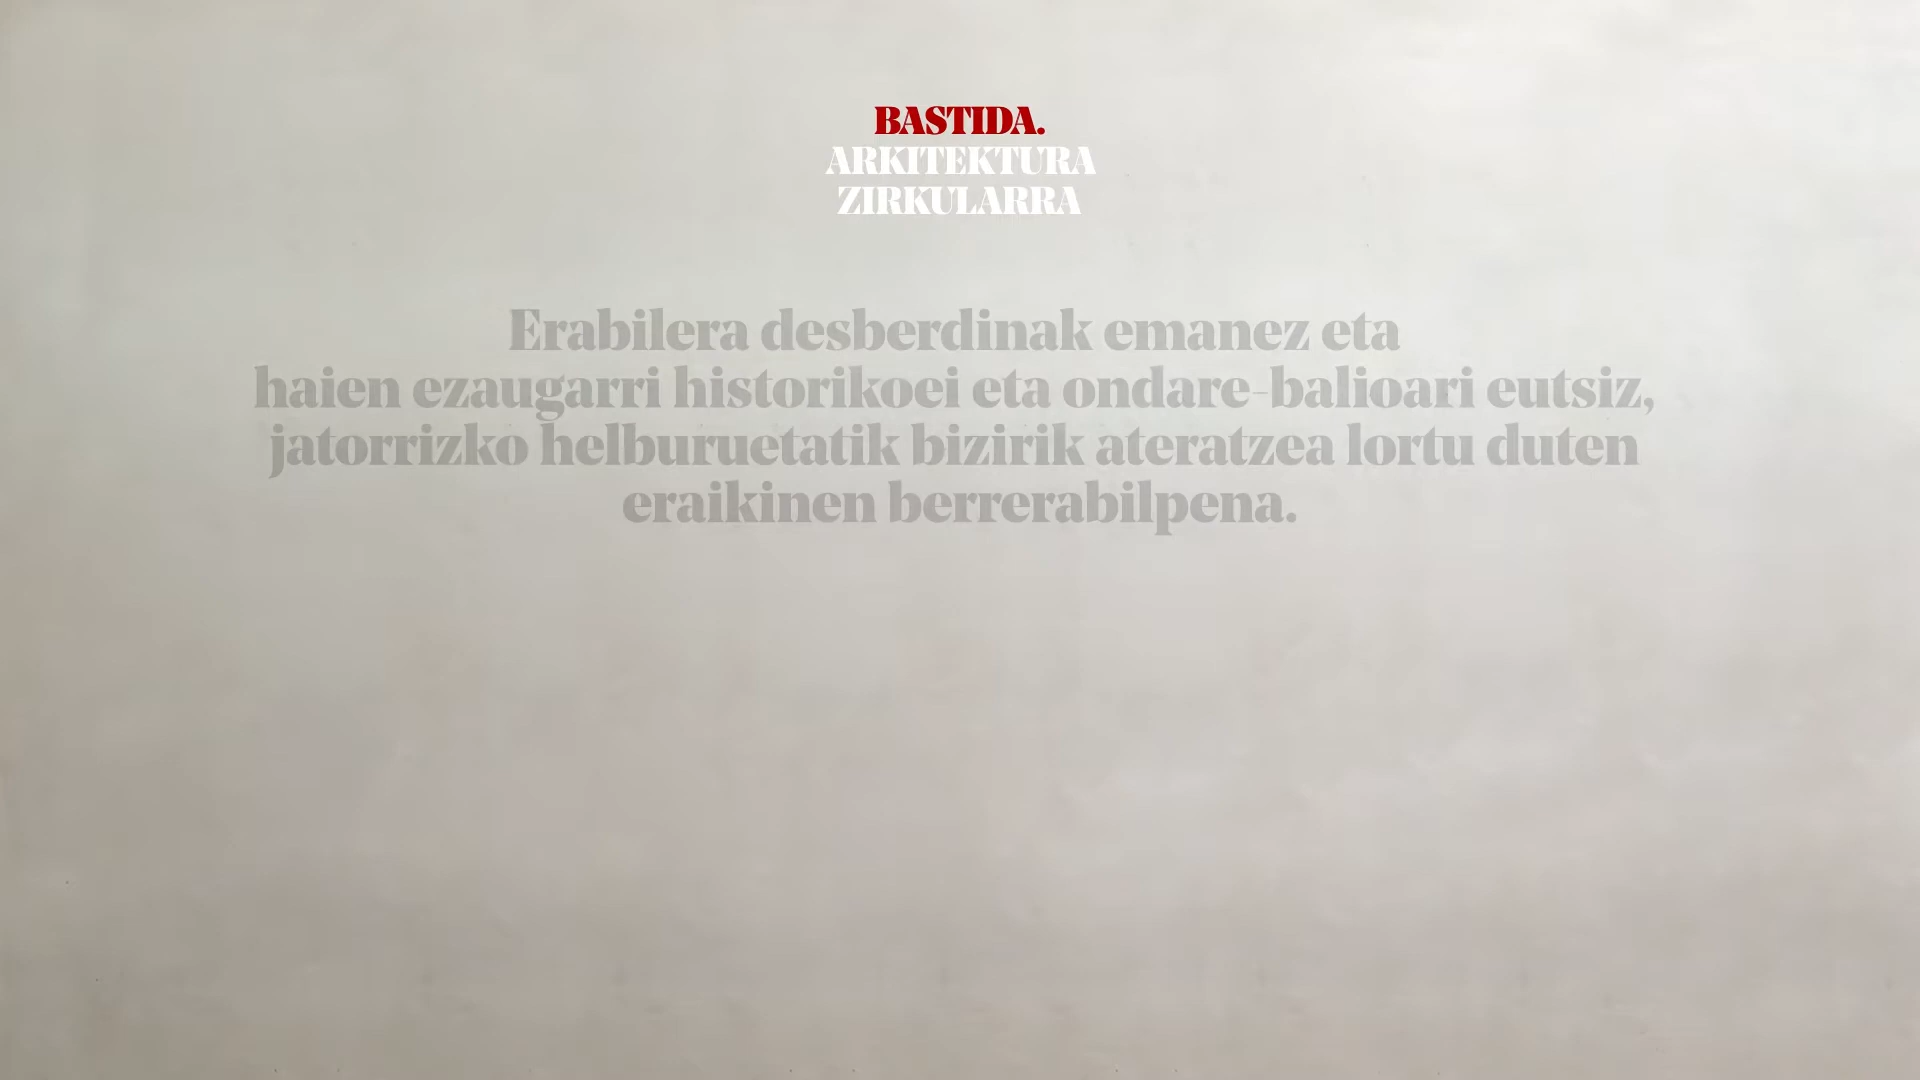 BASTIDA.
ARKITEKTURA
ZIRKULARRA
Erabilera desberdinak emanez eta
haien ezaugarri historikoei eta ondare-balioari eutsiz,
jatorrizko helburuetatik bizirik ateratzea lortu duten
eraikinen berrerabilpena.